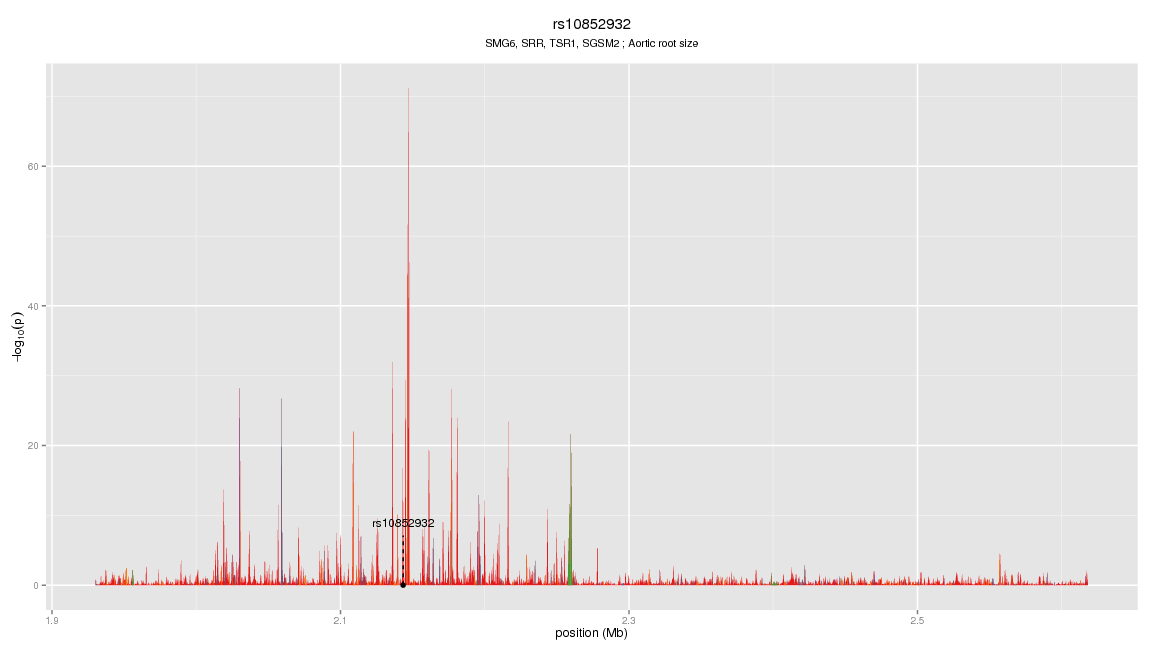 rs10852932
SMG6, SRR, TSR1, SGSM2 ; Aortic root size
60
40
20
0
−log10(p)
rs10852932
1.9 2.1 2.3 2.5
position (Mb)